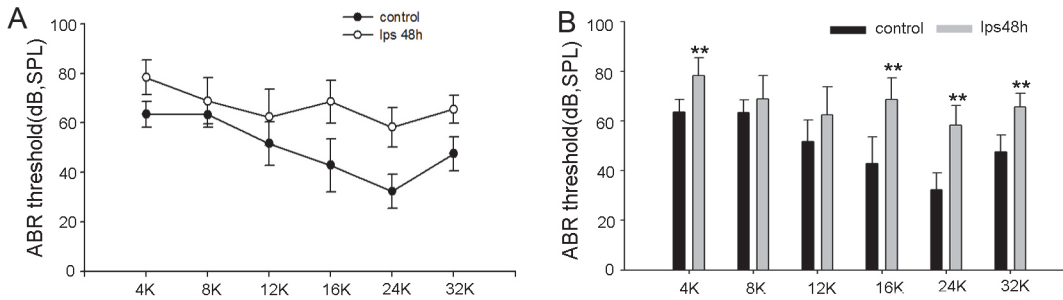 A
control
lps 48h
ABR threshold(dB,SPL)
100
80
60
40
20
0
4K 8K 12K 16K 24K 32K
B
control lps48h
ABR threshold(dB,SPL)
100
80
60
40
20
0
** ** ** **
4K 8K 12K 16K 24K 32K